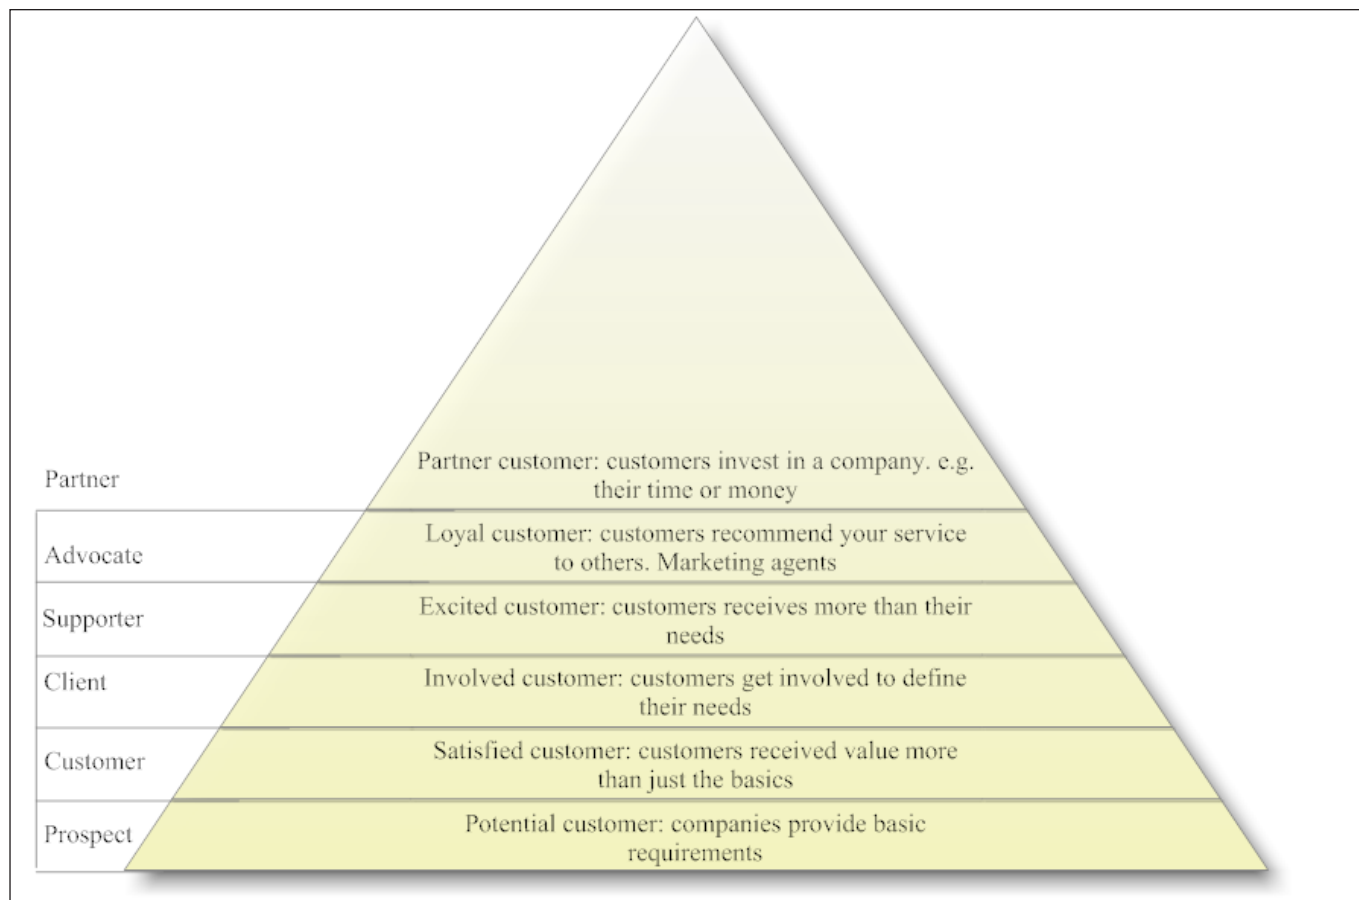 Partner
Partner customer: customers invest in a company. e.g.
their time or money
Advocate
Loyal customer: customers recommend your service
to others. Marketing agents
Supporter
Excited customer: customers receives more than their
needs
Client
Involved customer: customers get involved to define
their needs
Customer
Satisfied customer: customers received value more
than just the basics
Prospect
Potential customer: companies provide basic
requirements